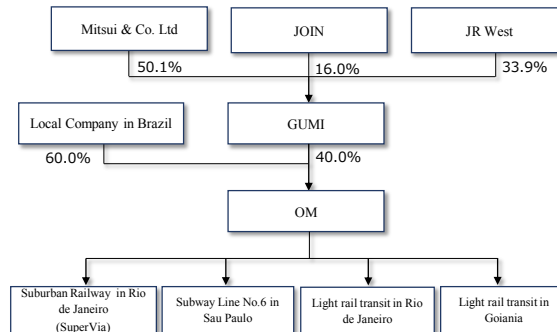 Mitsui & Co. Ltd
JOIN
JR West
50.1%
16.0%
33.9%
Local Company in Brazil
GUMI
60.0%
40.0%
OM
Suburban Railway in Rio
de Janeiro
(SuperVia)
Subway Line No.6 in
Sau Paulo
Light rail transit in Rio
de Janeiro
Light rail transit in
Goiania